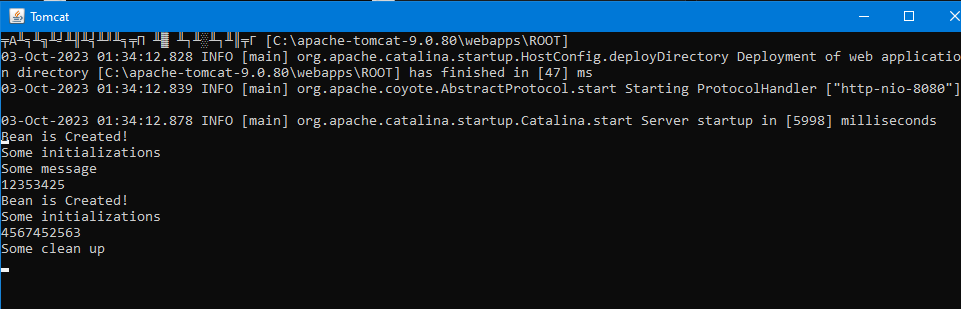 Tomcat
[C:\apache-tomcat-9.0.80\webapps\ROOT]
03-Oct-2023 01:34:12.828 INFO [main] org.apache.catalina.startup.HostConfig.deployDirectory Deployment of web applicatio
n directory [C:\apache-tomcat-9.0.80\webapps\ROOT] has finished in [47] ms
03-Oct-2023 01:34:12.839 INFO [main] org.apache.coyote.AbstractProtocol.start Starting ProtocolHandler ["http-nio-8080"]
03-Oct-2023 01:34:12.878 INFO [main] org.apache.catalina.startup.Catalina.start Server startup in [5998] milliseconds
Bean is Created!
Some initializations
Some message
12353425
Bean is Created!
Some initializations
4567452563
Some clean up